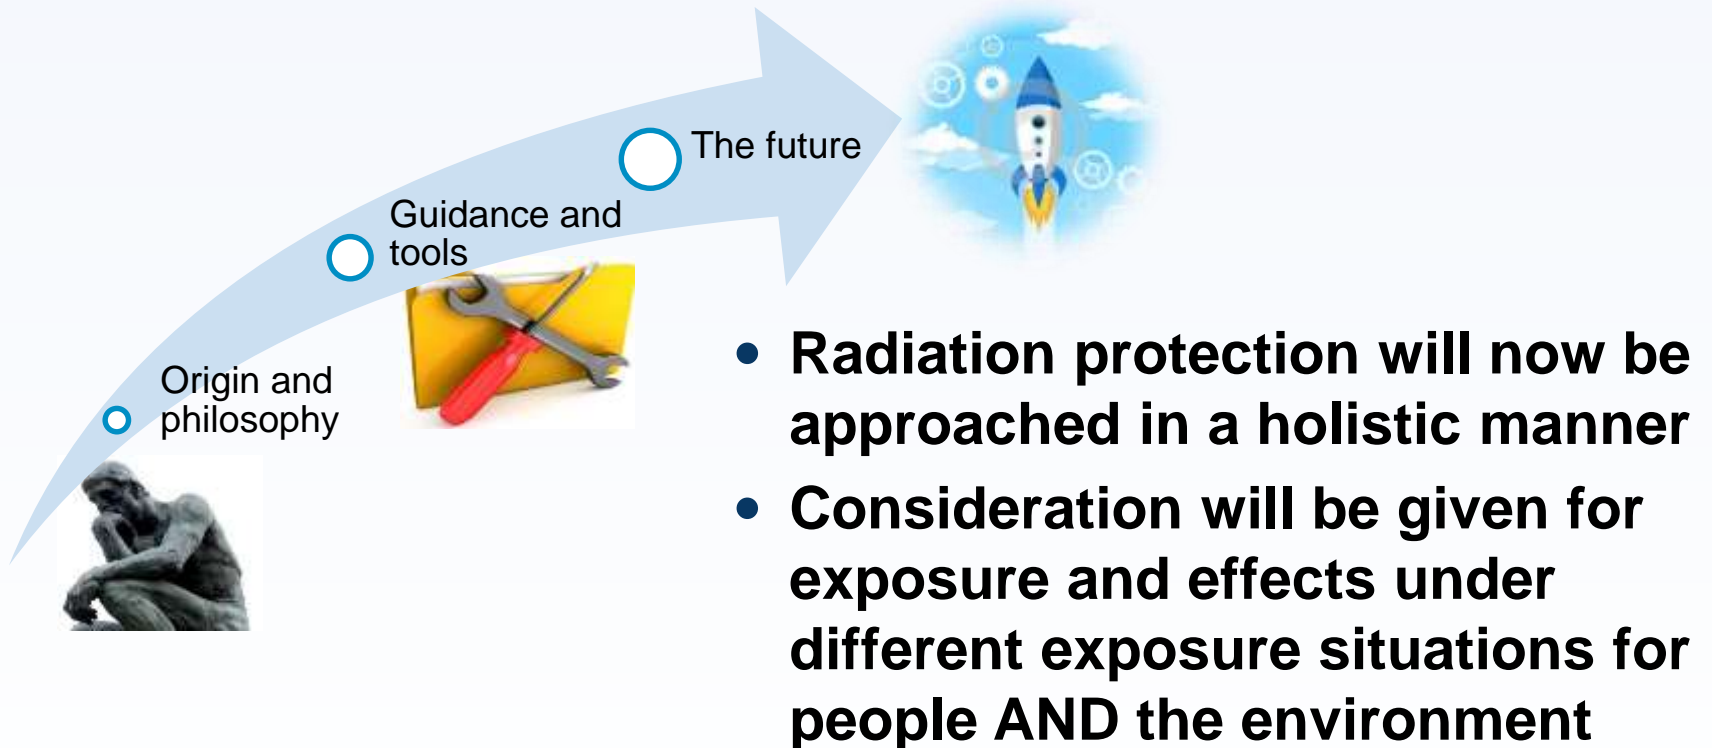 The future
Guidance and
tools
Origin and
philosophy
• Radiation protection will now be
approached in a holistic manner
• Consideration will be given for
exposure and effects under
different exposure situations for
people AND the environment